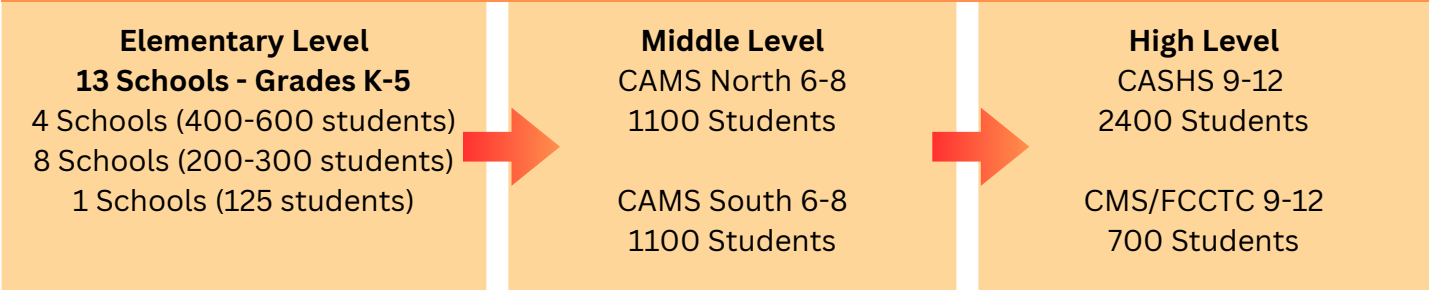 Elementary Level
13 Schools - Grades K-5
4 Schools (400-600 students)
8 Schools (200-300 students)
1 Schools (125 students)
Middle Level
CAMS North 6-8
1100 Students
CAMS South 6-8
1100 Students
High Level
CASHS 9-12
2400 Students
CMS/FCCTC 9-12
700 Students